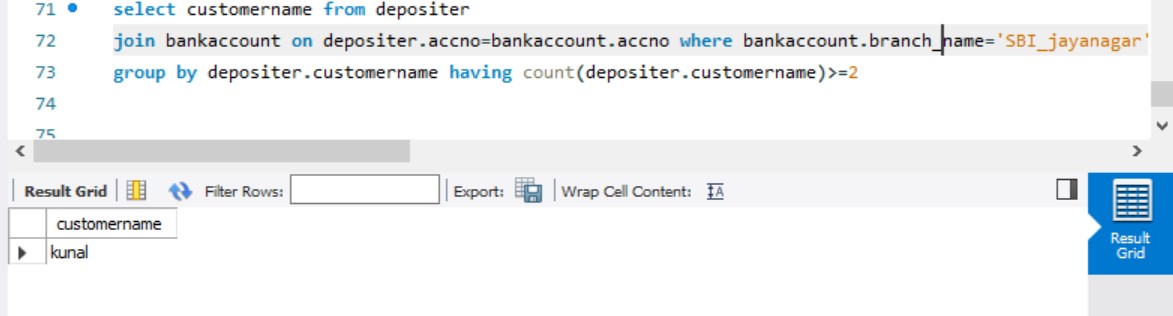 71 select customername from depositer
72 join bankaccount on depositer.accno=bankaccount.accno where bankaccount.branch_name='SBI_jayanagar'
73 group by depositer.customername having count(depositer.customername)>=2
74
75
Result Grid Filter Rows: Export: Wrap Cell Content: IA
customername
kunal
Result
Grid